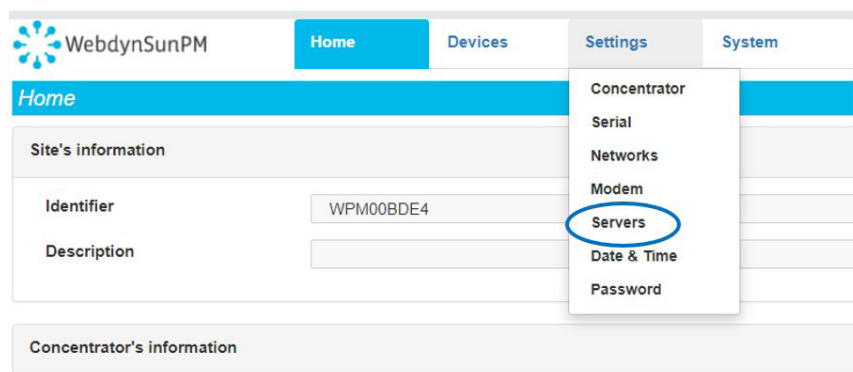 WebdynSunPM
Home Devices Settings System
Home
Concentrator
Serial
Networks
Modem
Servers
Date & Time
Password
Site's information
Identifier WPM00BDE4
Description
Concentrator's information